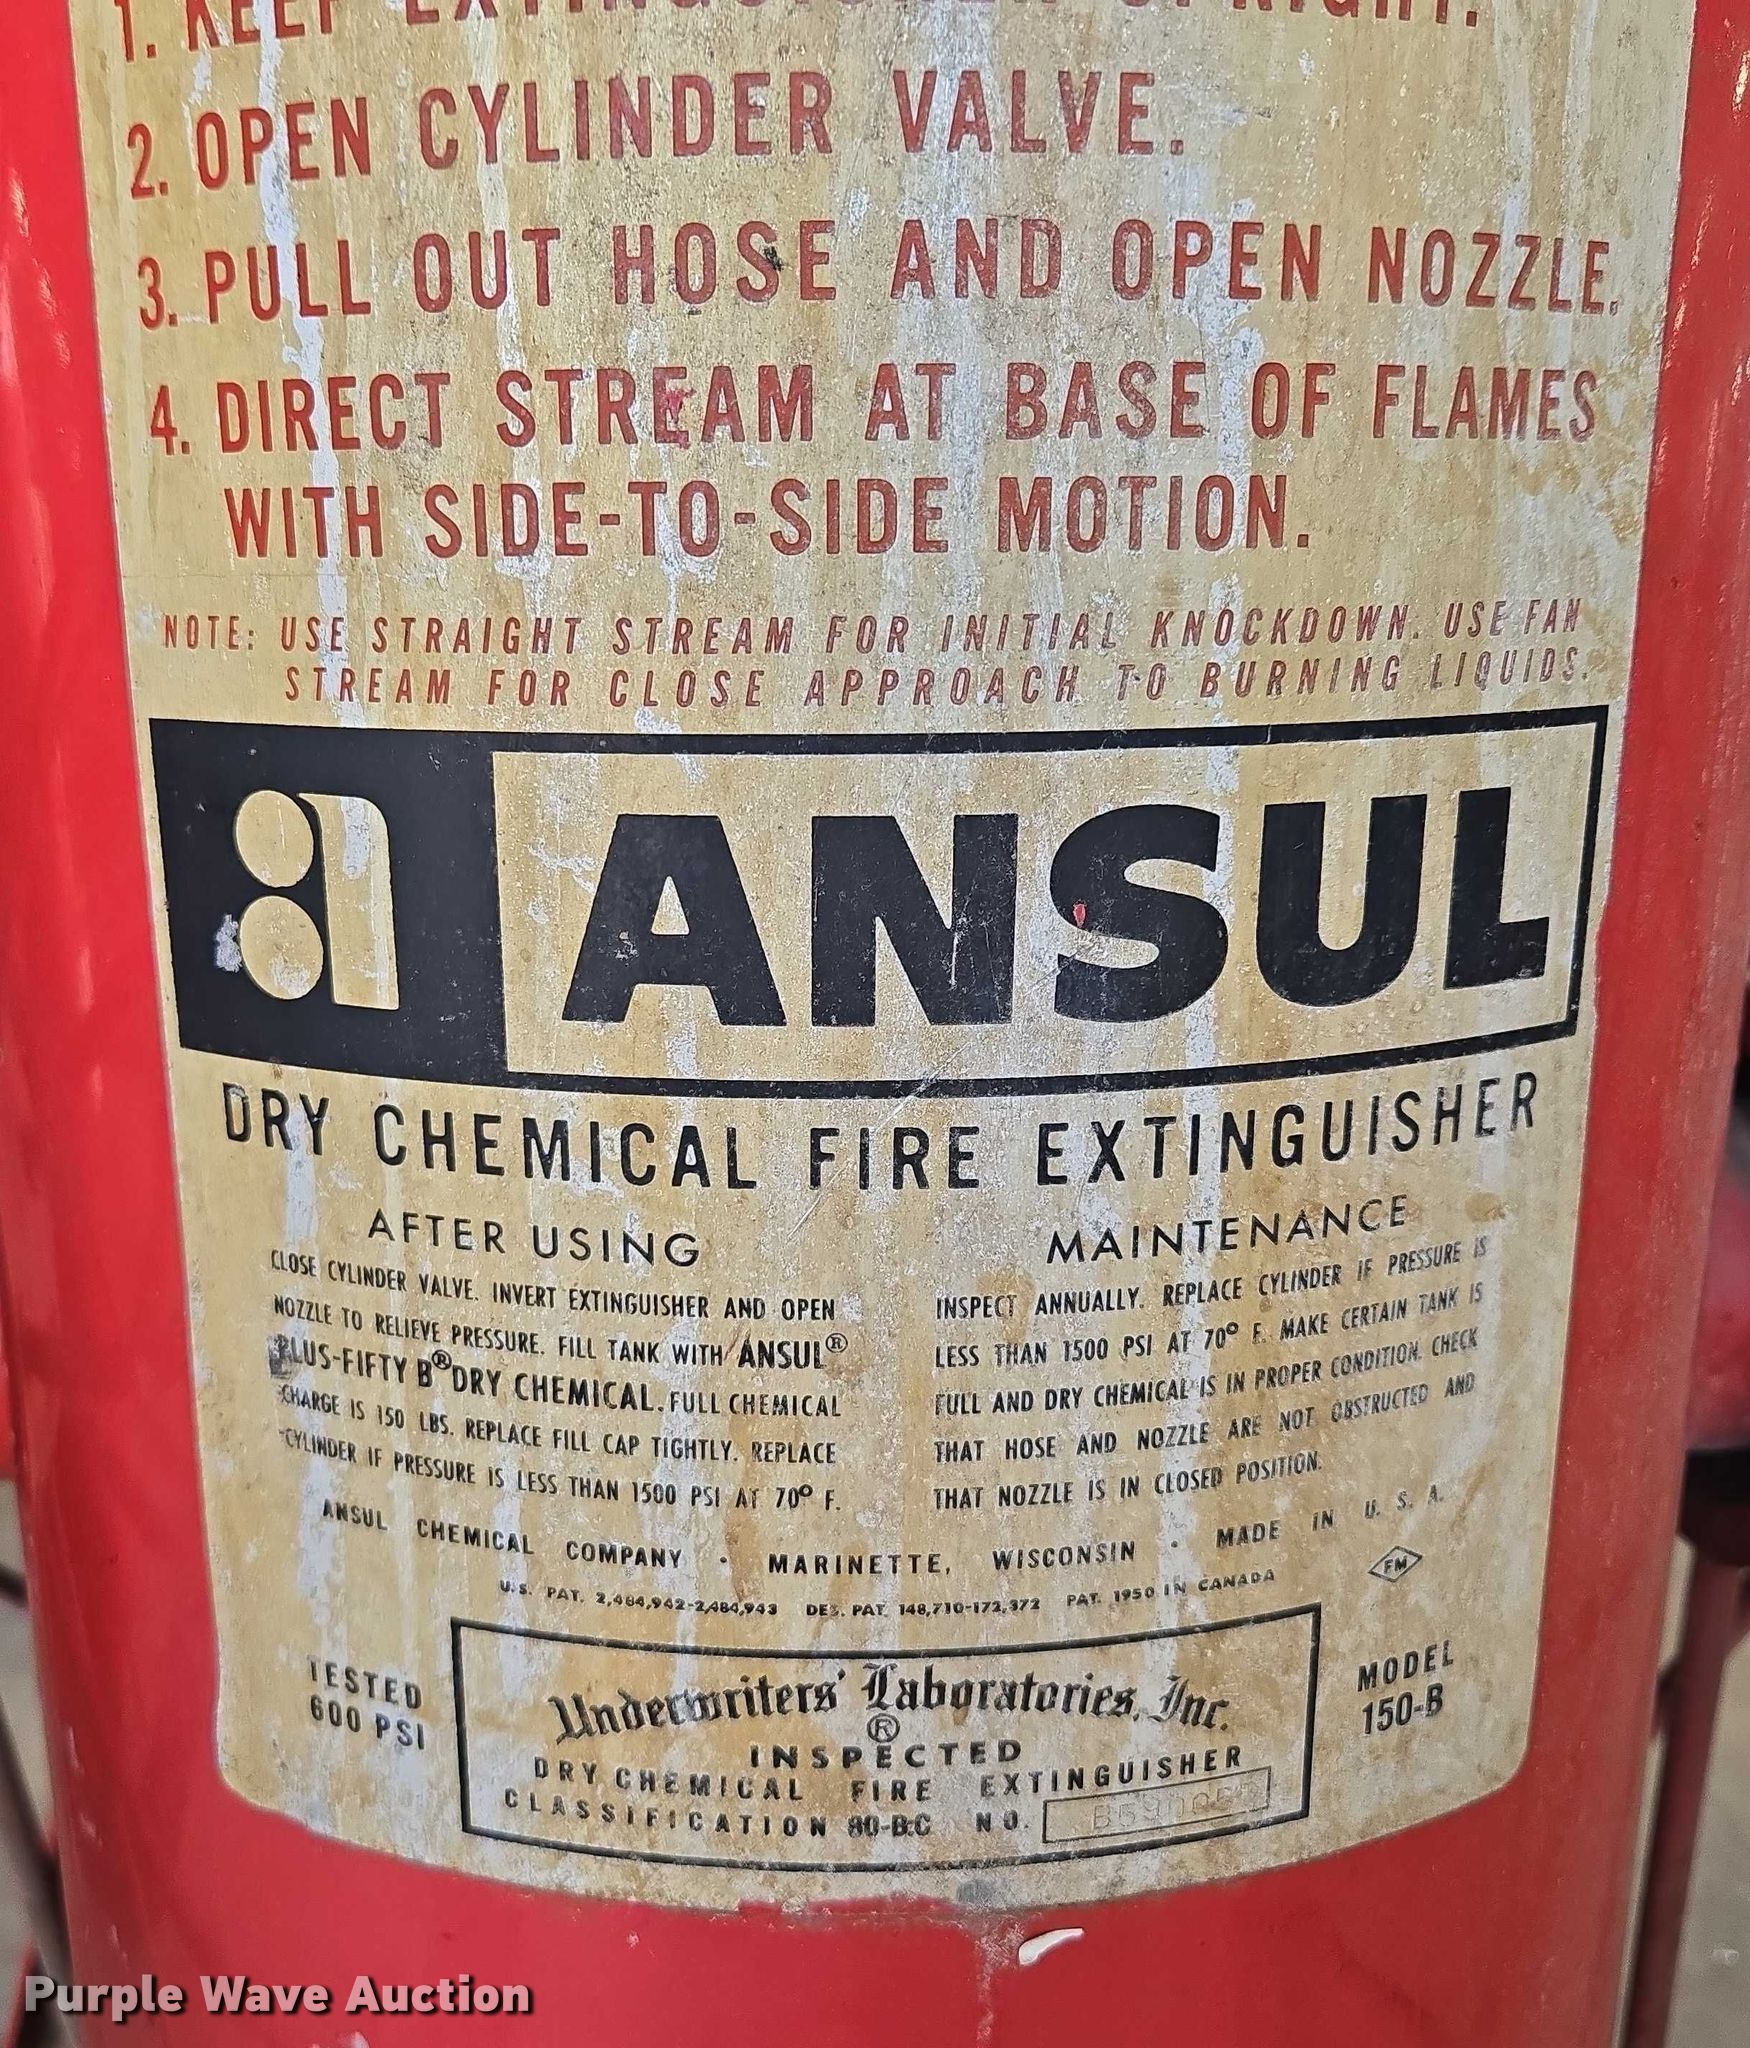 1. KEEP EXTINGUISHER UPRIGHT.
2. OPEN CYLINDER VALVE.
3. PULL OUT HOSE AND OPEN NOZZLE.
4. DIRECT STREAM AT BASE OF FLAMES
WITH SIDE-TO-SIDE MOTION.
NOTE: USE STRAIGHT STREAM FOR INITIAL KNOCKDOWN. USE FAN
STREAM FOR CLOSE APPROACH TO BURNING LIQUIDS.
a ANSUL
DRY CHEMICAL FIRE EXTINGUISHER
AFTER USING
CLOSE CYLINDER VALVE. INVERT EXTINGUISHER AND OPEN
NOZZLE TO RELIEVE PRESSURE. FILL TANK WITH ANSUL®
PLUS-FIFTY B® DRY CHEMICAL. FULL CHEMICAL
CHARGE IS 150 LBS. REPLACE FILL CAP TIGHTLY. REPLACE
CYLINDER IF PRESSURE IS LESS THAN 1500 PSI AT 70° F.
MAINTENANCE
INSPECT ANNUALLY. REPLACE CYLINDER IF PRESSURE IS
LESS THAN 1500 PSI AT 70° F. MAKE CERTAIN TANK IS
FULL AND DRY CHEMICAL IS IN PROPER CONDITION. CHECK
THAT HOSE AND NOZZLE ARE NOT OBSTRUCTED AND
THAT NOZZLE IS IN CLOSED POSITION.
ANSUL CHEMICAL COMPANY · MARINETTE, WISCONSIN · MADE IN U. S. A.
U.S. PAT. 2,484,942-2,484,943 DES. PAT. 148,710-172,372 PAT. 1950 IN CANADA
FM
TESTED
600 PSI
Underwriters' Laboratories, Inc.
®
INSPECTED
DRY CHEMICAL FIRE EXTINGUISHER
CLASSIFICATION 80-B:C NO.
MODEL
150-B
Purple Wave Auction